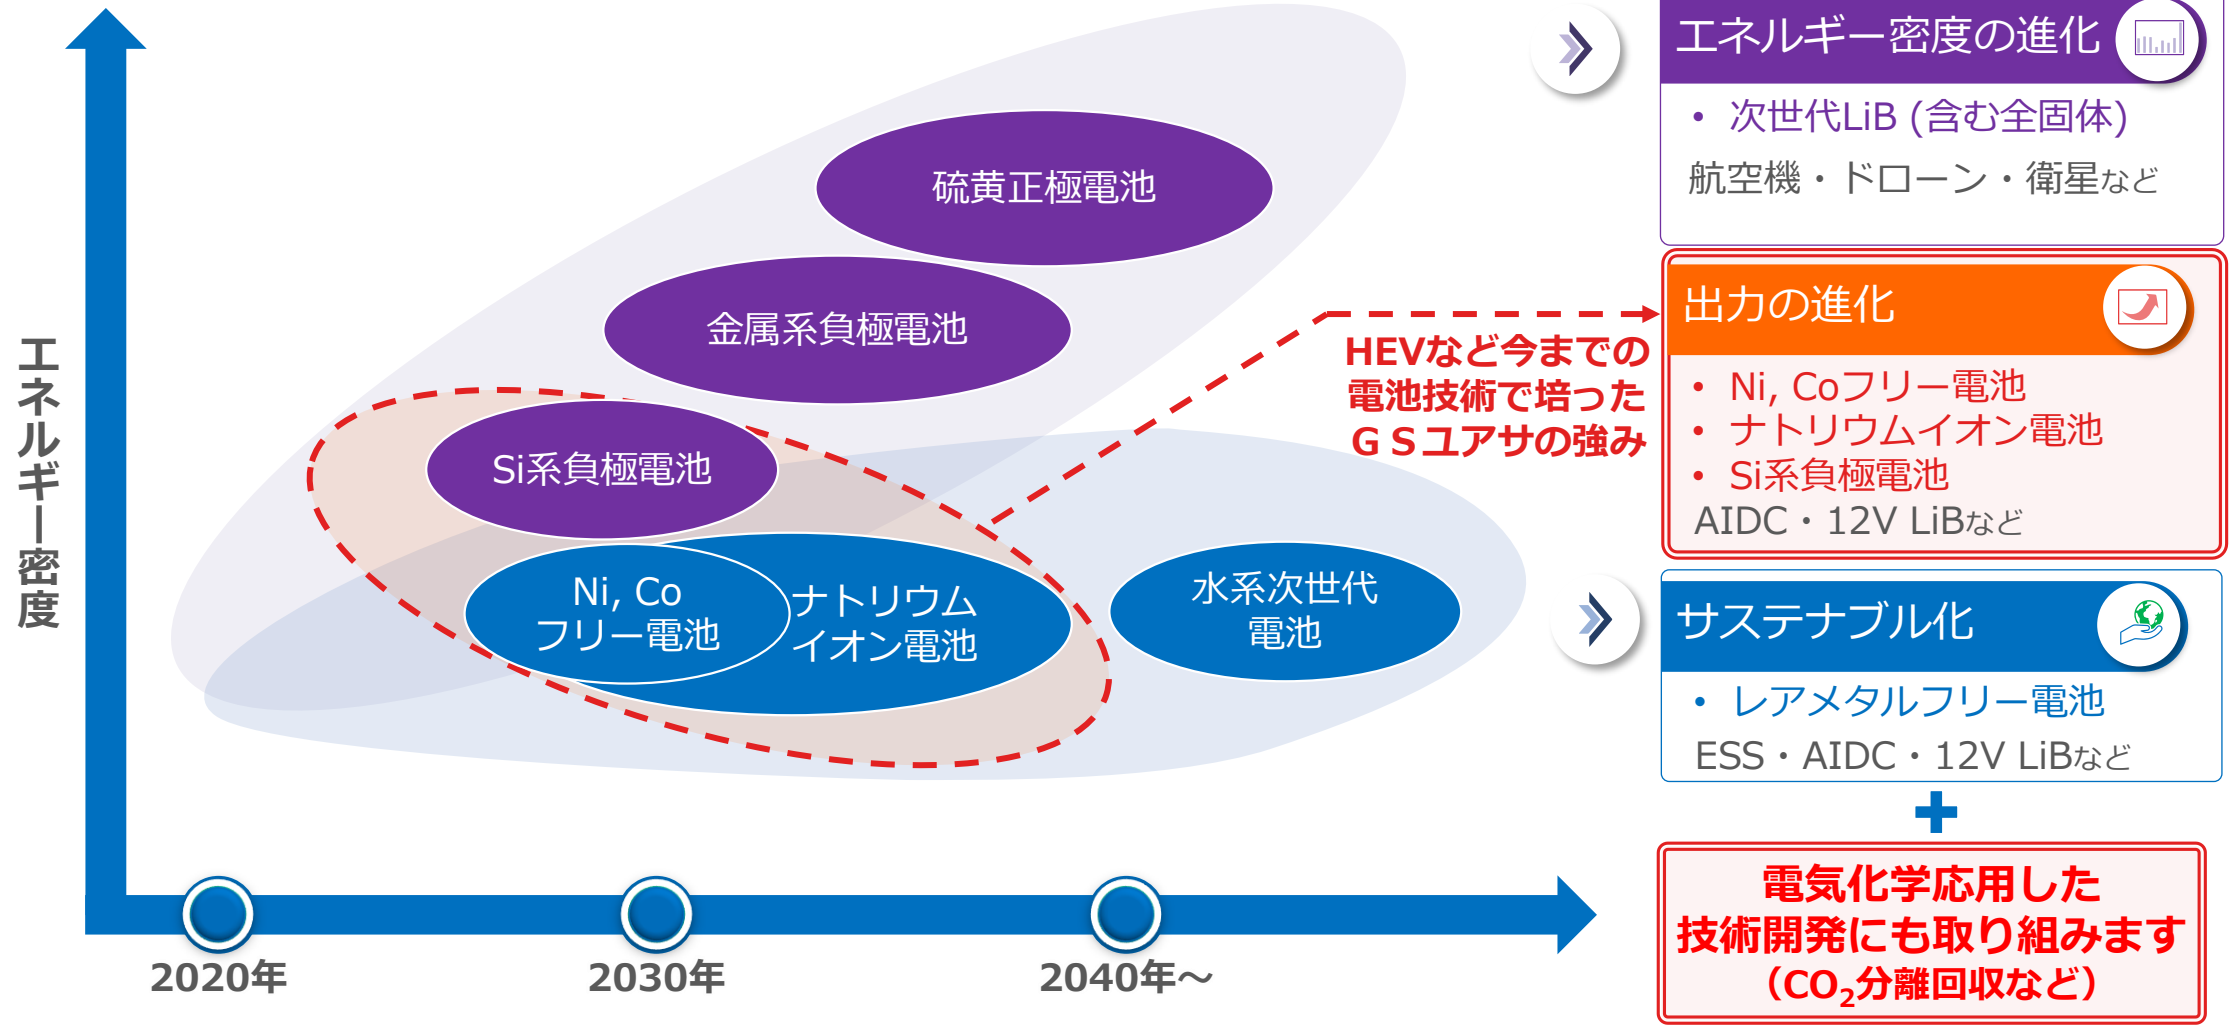 エネルギー密度
硫黄正極電池
金属系負極電池
Si系負極電池
Ni, Co
フリー電池
ナトリウム
イオン電池
水系次世代
電池
HEVなど今までの
電池技術で培った
ＧＳユアサの強み
2020年
2030年
2040年～
エネルギー密度の進化
• 次世代LiB (含む全固体)
航空機・ドローン・衛星など
出力の進化
• Ni, Coフリー電池
• ナトリウムイオン電池
• Si系負極電池
AIDC・12V LiBなど
サステナブル化
• レアメタルフリー電池
ESS・AIDC・12V LiBなど
電気化学応用した
技術開発にも取り組みます
（CO₂分離回収など）